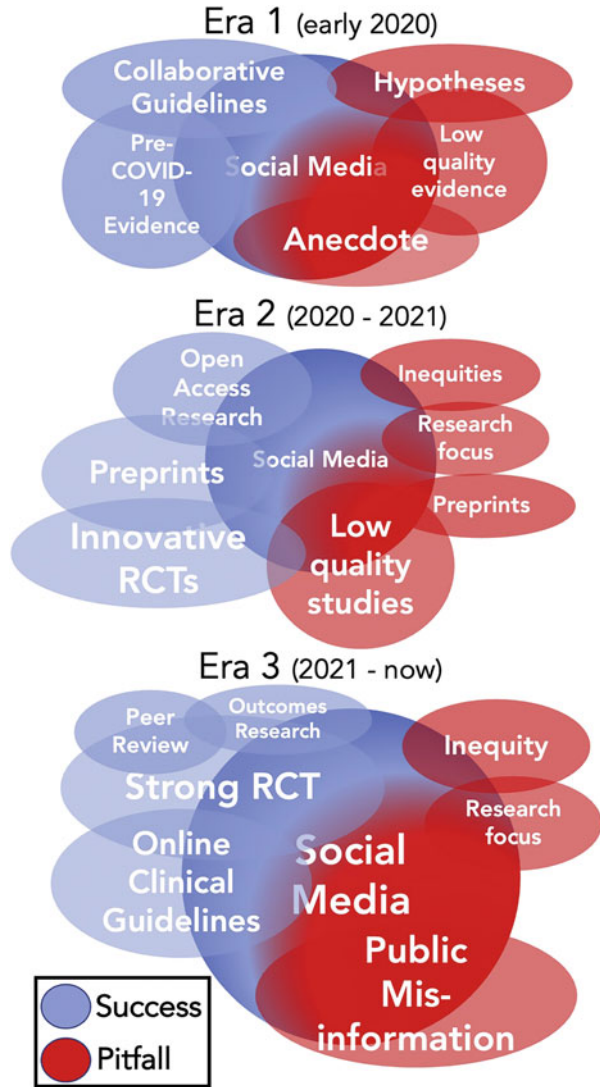 Era 1 (early 2020)
Collaborative
Guidelines
Hypotheses
Pre-
COVID-
19
Evidence
Social Media
Low
quality
evidence
Anecdote
Era 2 (2020 - 2021)
Open
Access
Research
Inequities
Social Media
Research
focus
Preprints
Preprints
Innovative
RCTs
Low
quality
studies
Era 3 (2021 - now)
Peer
Review
Outcomes
Research
Inequity
Strong RCT
Research
focus
Online
Clinical
Guidelines
Social
Media
Public
Mis-
information
Success
Pitfall